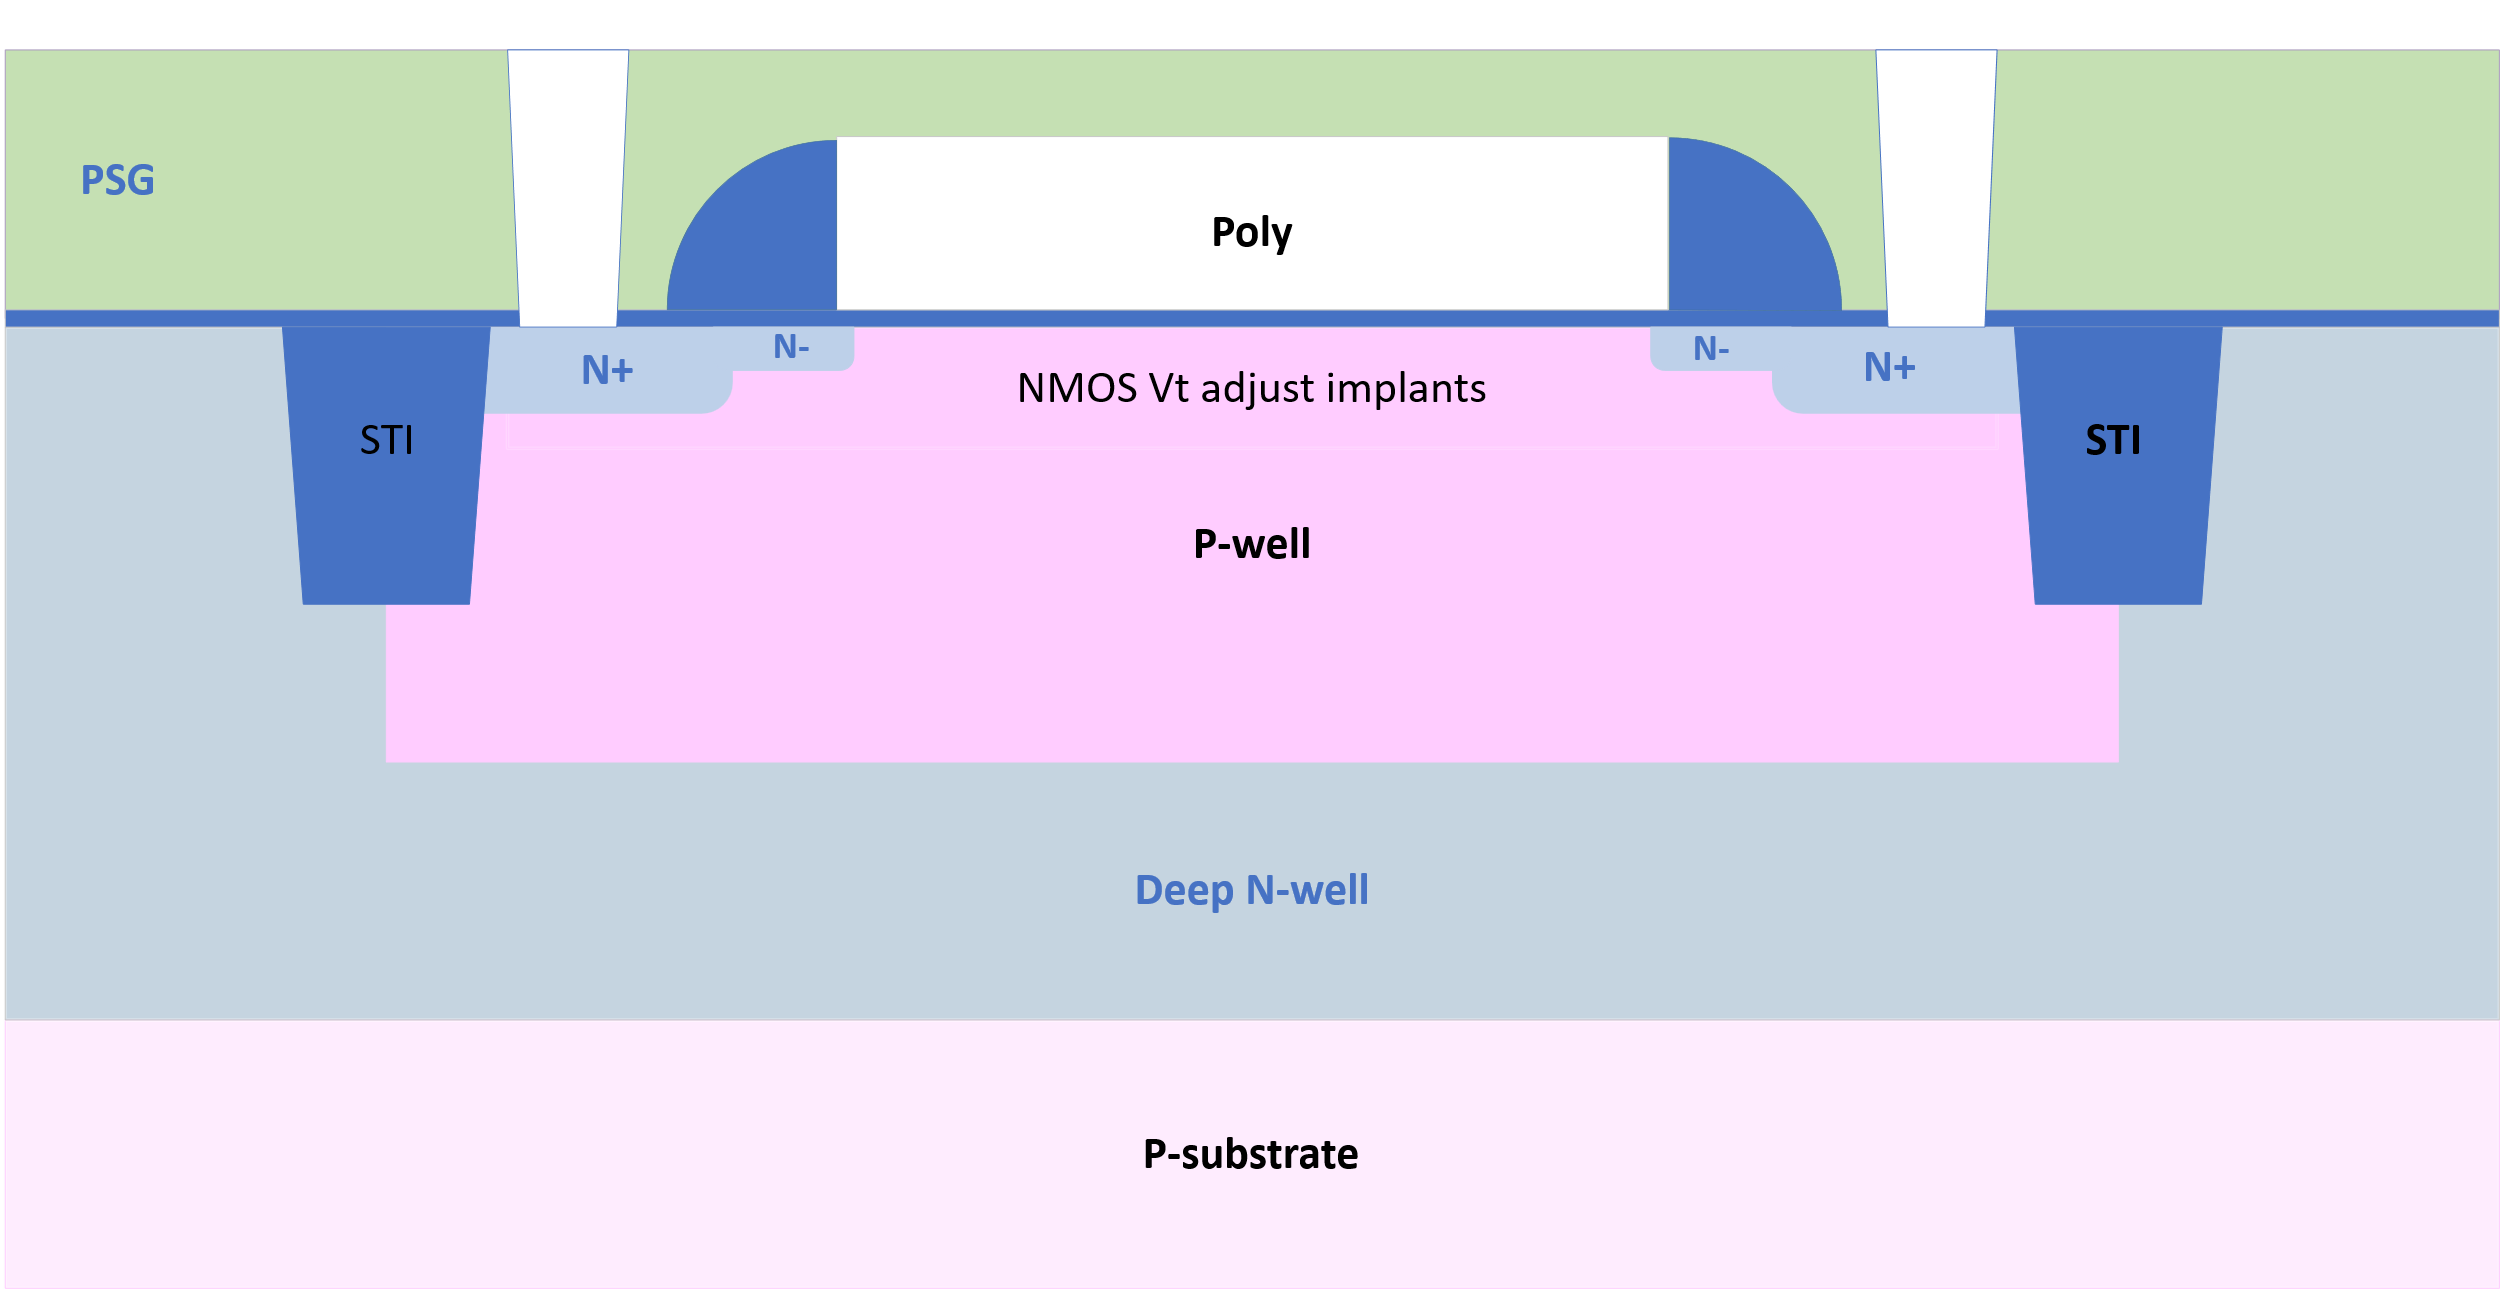 PSG
Poly
N-
N-
N+
N+
NMOS Vt adjust implants
STI
STI
P-well
Deep N-well
P-substrate